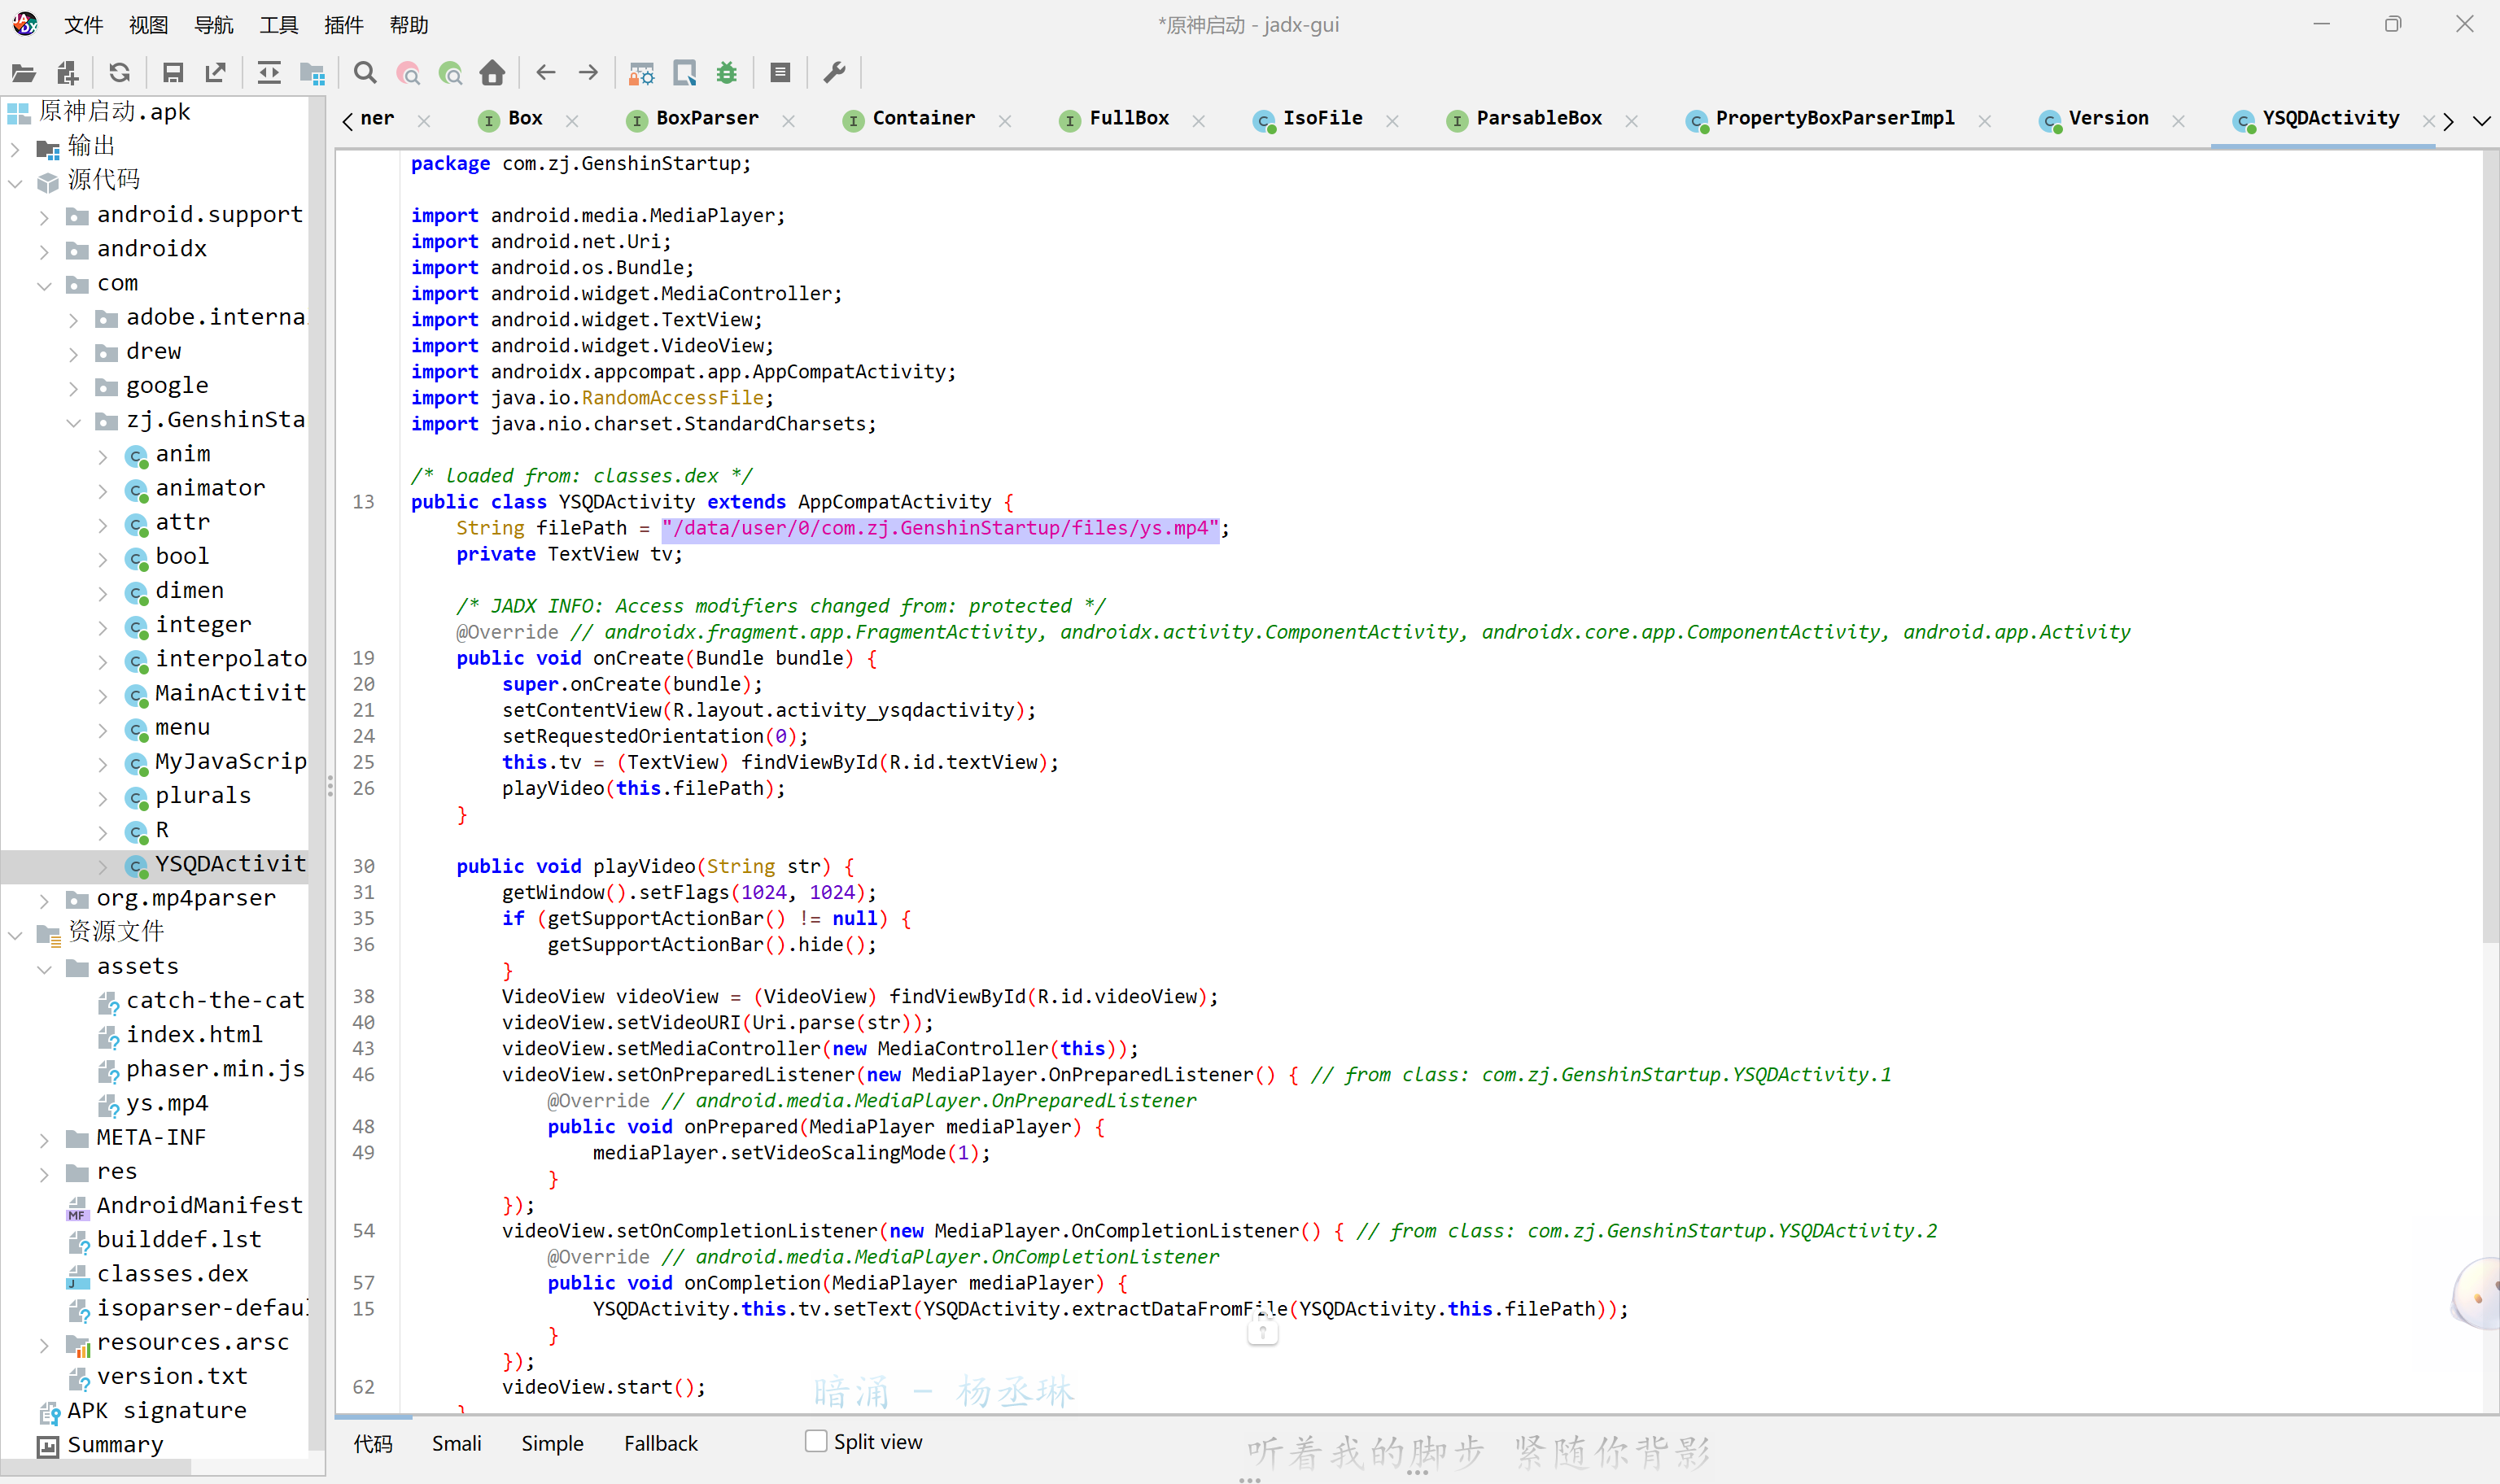 文件 视图 导航 工具 插件 帮助
*原神启动 - jadx-gui
原神启动.apk
输出
源代码
android.support
androidx
com
adobe.interna
drew
google
zj.GenshinSta
anim
animator
attr
bool
dimen
integer
interpolato
MainActivit
menu
MyJavaScrip
plurals
R
YSQDActivit
org.mp4parser
资源文件
assets
catch-the-cat
index.html
phaser.min.js
ys.mp4
META-INF
res
AndroidManifest
builddef.lst
classes.dex
isoparser-defaul
resources.arsc
version.txt
APK signature
Summary
ner Box BoxParser Container FullBox IsoFile ParsableBox PropertyBoxParserImpl Version YSQDActivity
package com.zj.GenshinStartup;
import android.media.MediaPlayer;
import android.net.Uri;
import android.os.Bundle;
import android.widget.MediaController;
import android.widget.TextView;
import android.widget.VideoView;
import androidx.appcompat.app.AppCompatActivity;
import java.io.RandomAccessFile;
import java.nio.charset.StandardCharsets;
/* loaded from: classes.dex */
13 public class YSQDActivity extends AppCompatActivity {
String filePath = "/data/user/0/com.zj.GenshinStartup/files/ys.mp4";
private TextView tv;
/* JADX INFO: Access modifiers changed from: protected */
@Override // androidx.fragment.app.FragmentActivity, androidx.activity.ComponentActivity, androidx.core.app.ComponentActivity, android.app.Activity
19 public void onCreate(Bundle bundle) {
20 super.onCreate(bundle);
21 setContentView(R.layout.activity_ysqdactivity);
24 setRequestedOrientation(0);
25 this.tv = (TextView) findViewById(R.id.textView);
26 playVideo(this.filePath);
}
30 public void playVideo(String str) {
31 getWindow().setFlags(1024, 1024);
35 if (getSupportActionBar() != null) {
36 getSupportActionBar().hide();
}
38 VideoView videoView = (VideoView) findViewById(R.id.videoView);
40 videoView.setVideoURI(Uri.parse(str));
43 videoView.setMediaController(new MediaController(this));
46 videoView.setOnPreparedListener(new MediaPlayer.OnPreparedListener() { // from class: com.zj.GenshinStartup.YSQDActivity.1
@Override // android.media.MediaPlayer.OnPreparedListener
48 public void onPrepared(MediaPlayer mediaPlayer) {
49 mediaPlayer.setVideoScalingMode(1);
}
});
54 videoView.setOnCompletionListener(new MediaPlayer.OnCompletionListener() { // from class: com.zj.GenshinStartup.YSQDActivity.2
@Override // android.media.MediaPlayer.OnCompletionListener
57 public void onCompletion(MediaPlayer mediaPlayer) {
15 YSQDActivity.this.tv.setText(YSQDActivity.extractDataFromFile(YSQDActivity.this.filePath));
}
});
62 videoView.start();
}
暗涌 - 杨丞琳
代码 Smali Simple Fallback Split view
听着我的脚步 紧随你背影